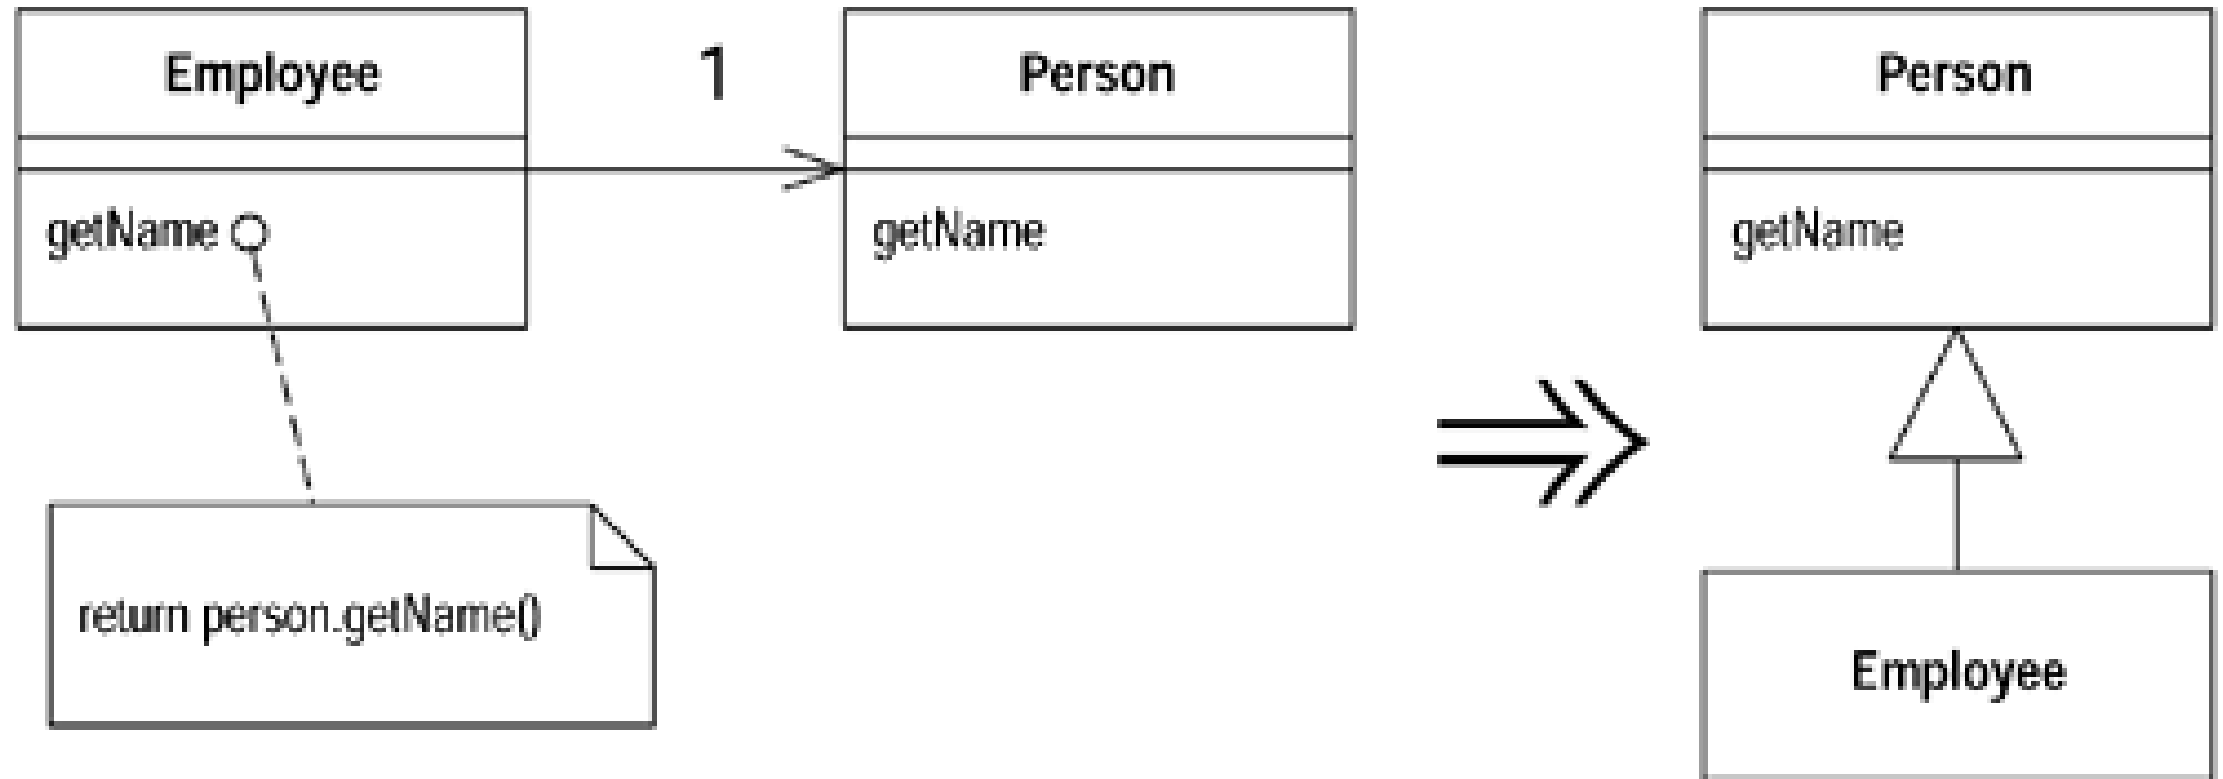 Employee
1
Person
Person
getName
getName
getName
return person.getName()
Employee